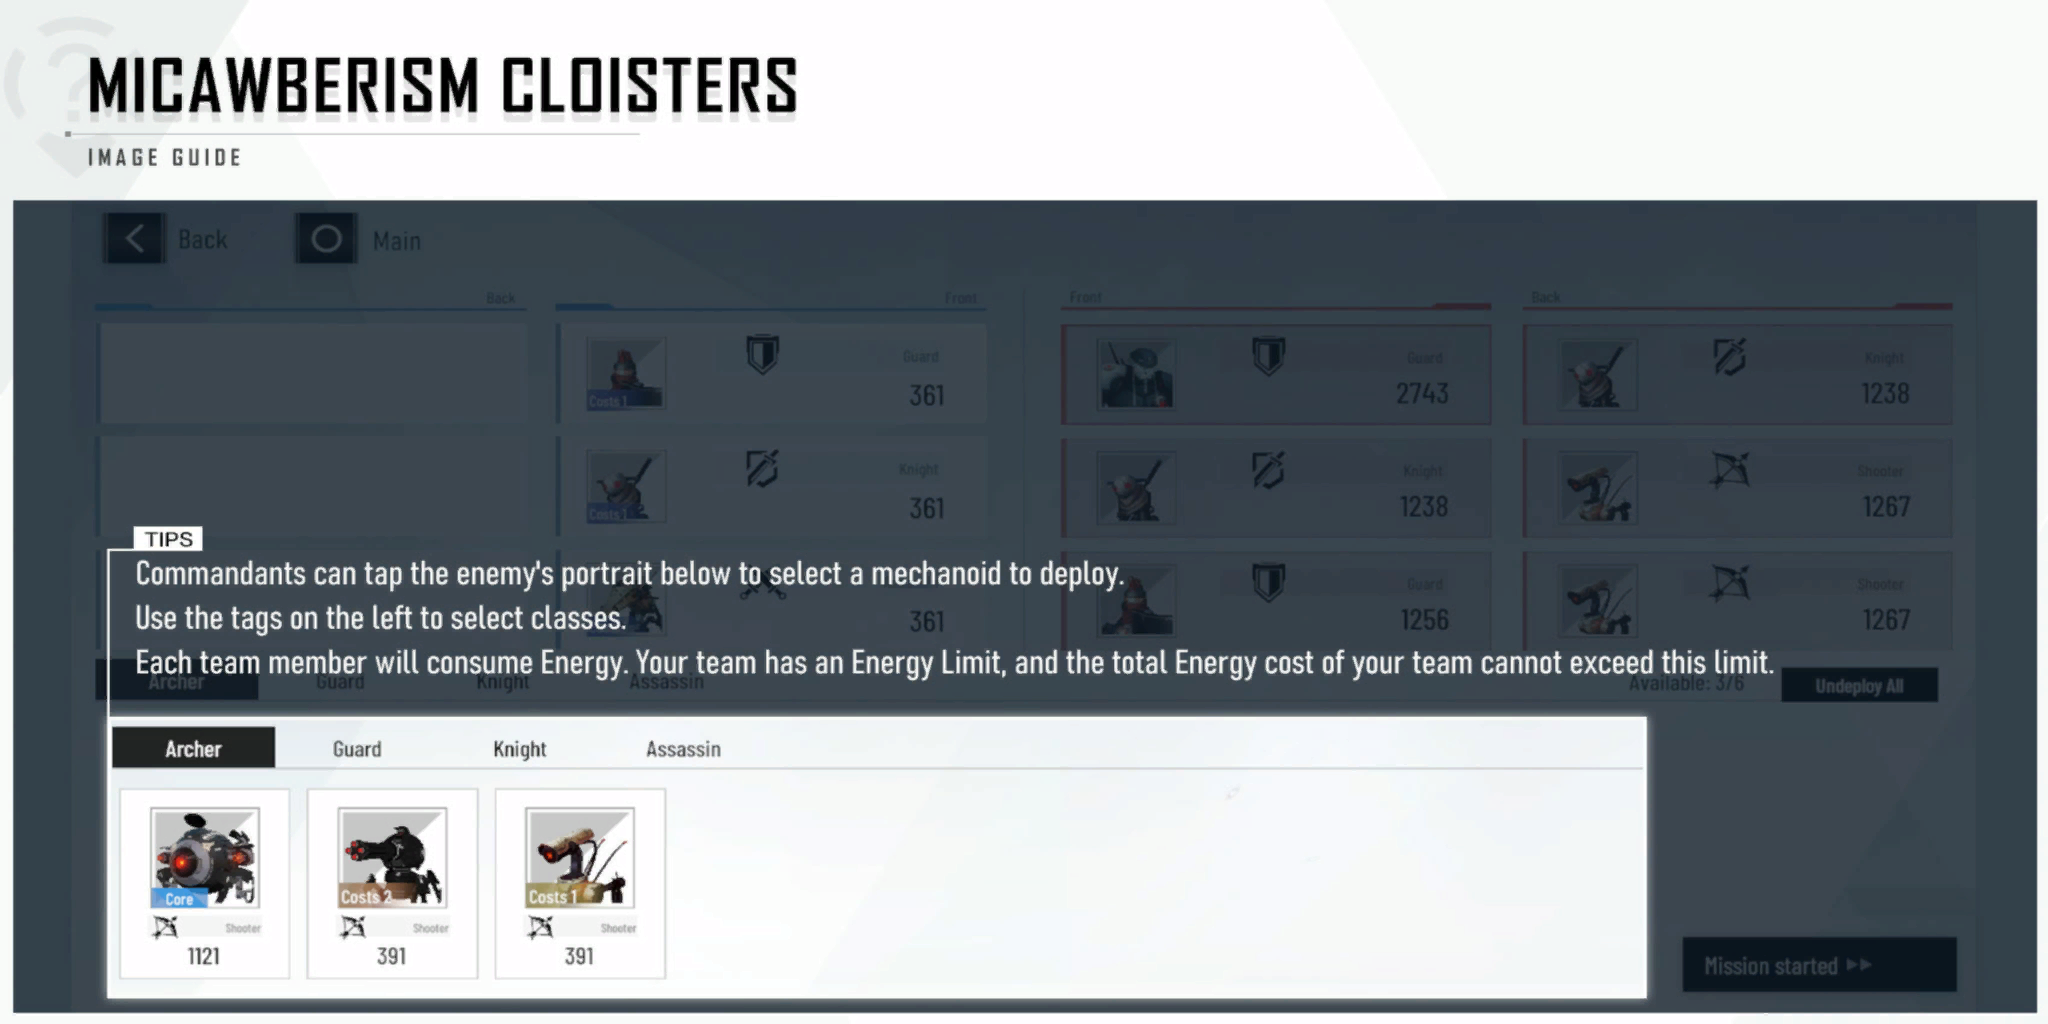 MICAWBERISM CLOISTERS
IMAGE GUIDE
Back
Main
Back
Front
Front
Back
Costs 1
Guard
361
Guard
2743
Knight
1238
Costs 1
Knight
361
Knight
1238
Shooter
1267
361
Guard
1256
Shooter
1267
TIPS
Commandants can tap the enemy's portrait below to select a mechanoid to deploy.
Use the tags on the left to select classes.
Each team member will consume Energy. Your team has an Energy Limit, and the total Energy cost of your team cannot exceed this limit.
Archer
Guard
Knight
Assassin
Available: 3/6
Undeploy All
Archer
Guard
Knight
Assassin
Core
Shooter
1121
Costs 2
Shooter
391
Costs 1
Shooter
391
Mission started